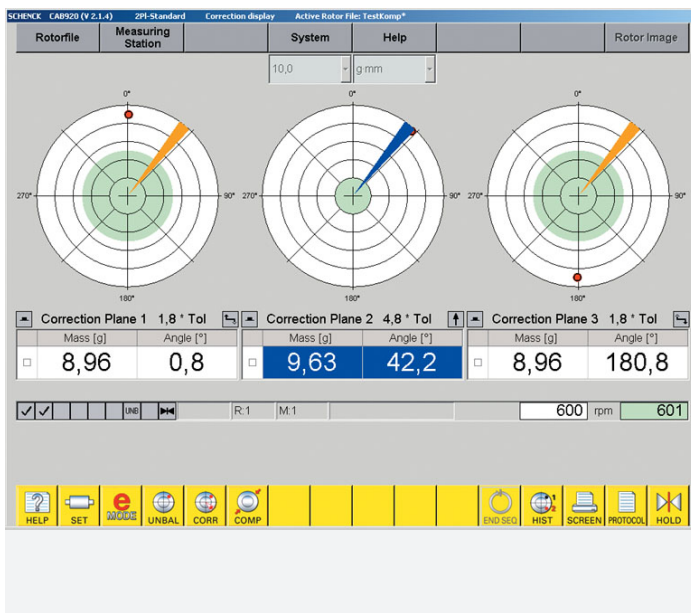 SCHENCK CAB920 (V 2.1.4) 2Pl-Standard Correction display Active Rotor File: TestKomp*
Rotorfile Measuring Station System Help Rotor Image
10,0 g mm
0° 0° 0°
270° 90° 270° 90° 270° 90°
180° 180° 180°
Correction Plane 1 1,8 * Tol Correction Plane 2 4,8 * Tol Correction Plane 3 1,8 * Tol
Mass [g] Angle [°] Mass [g] Angle [°] Mass [g] Angle [°]
8,96 0,8 9,63 42,2 8,96 180,8
UNB R:1 M:1 600 rpm 601
? e 1 2
HELP SET MODE UNBAL CORR COMP END SEQ HIST SCREEN PROTOCOL HOLD